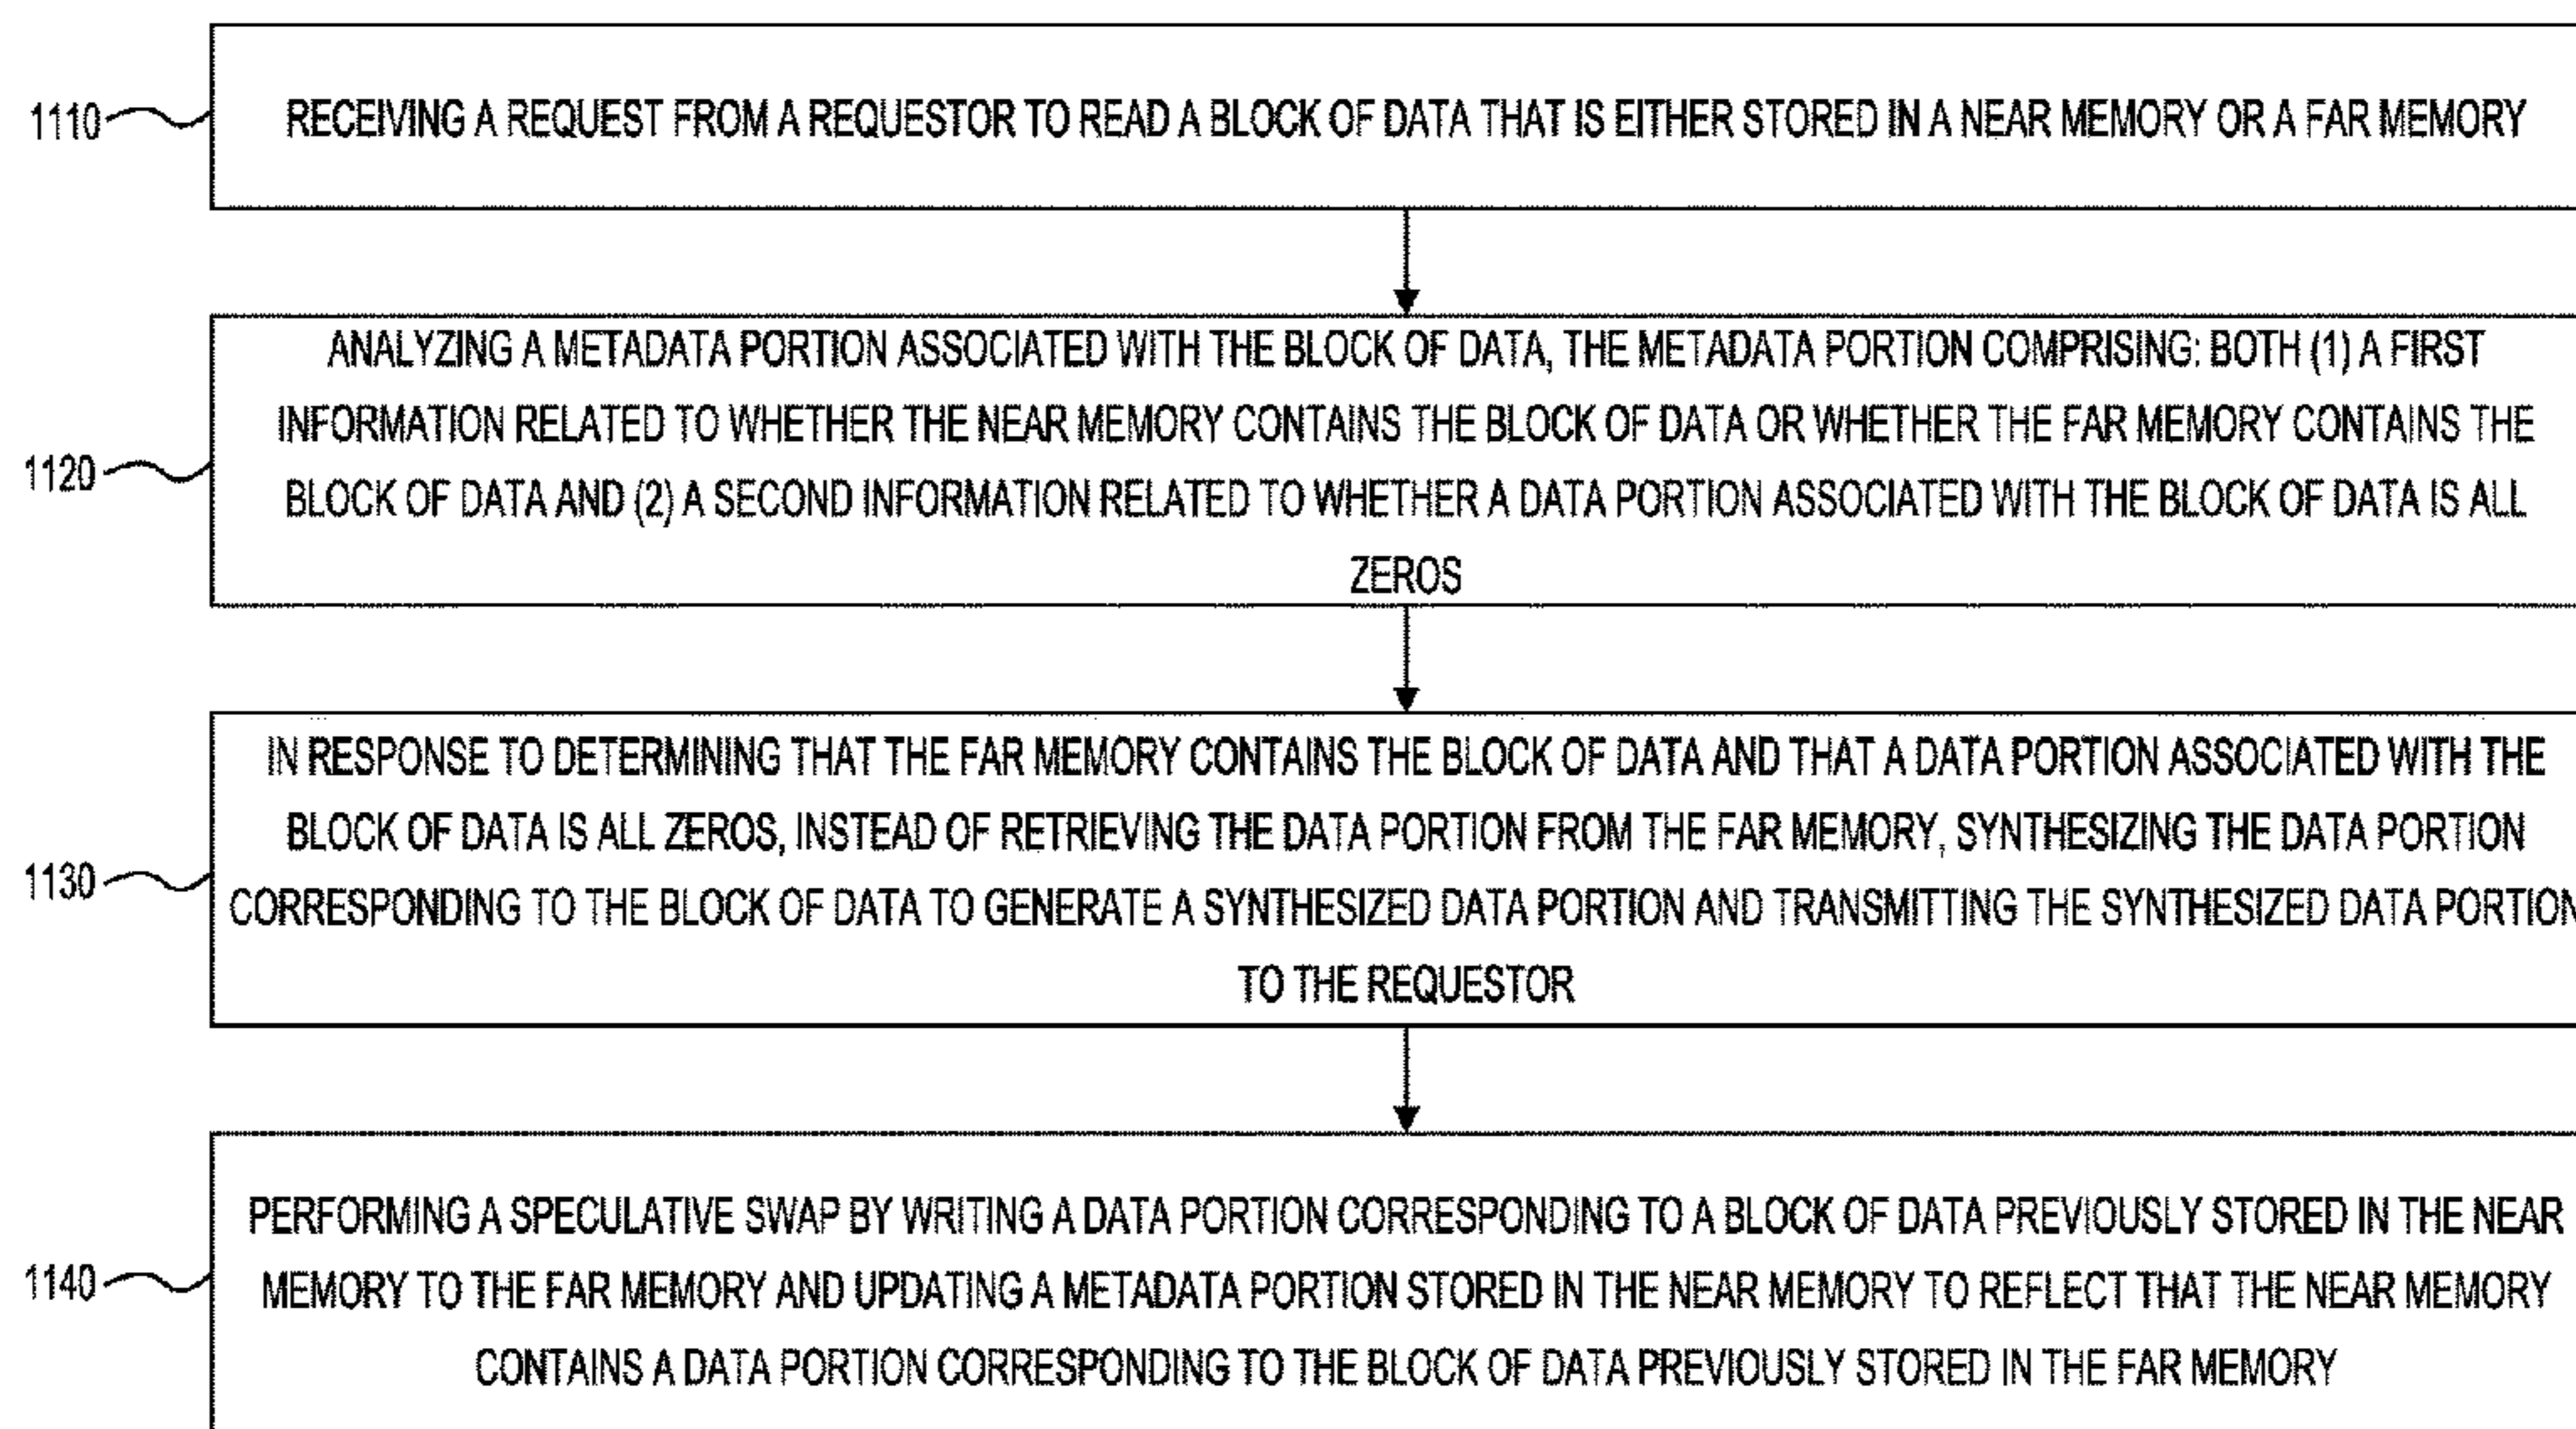 1110
RECEIVING A REQUEST FROM A REQUESTOR TO READ A BLOCK OF DATA THAT IS EITHER STORED IN A NEAR MEMORY OR A FAR MEMORY
ANALYZING A METADATA PORTION ASSOCIATED WITH THE BLOCK OF DATA, THE METADATA PORTION COMPRISING: BOTH (1) A FIRST
INFORMATION RELATED TO WHETHER THE NEAR MEMORY CONTAINS THE BLOCK OF DATA OR WHETHER THE FAR MEMORY CONTAINS THE
1120
BLOCK OF DATA AND (2) A SECOND INFORMATION RELATED TO WHETHER A DATA PORTION ASSOCIATED WITH THE BLOCK OF DATA IS ALL
ZEROS
IN RESPONSE TO DETERMINING THAT THE FAR MEMORY CONTAINS THE BLOCK OF DATA AND THAT A DATA PORTION ASSOCIATED WITH THE
BLOCK OF DATA IS ALL ZEROS, INSTEAD OF RETRIEVING THE DATA PORTION FROM THE FAR MEMORY, SYNTHESIZING THE DATA PORTION
1130
CORRESPONDING TO THE BLOCK OF DATA TO GENERATE A SYNTHESIZED DATA PORTION AND TRANSMITTING THE SYNTHESIZED DATA PORTION
TO THE REQUESTOR
PERFORMING A SPECULATIVE SWAP BY WRITING A DATA PORTION CORRESPONDING TO A BLOCK OF DATA PREVIOUSLY STORED IN THE NEAR
1140
MEMORY TO THE FAR MEMORY AND UPDATING A METADATA PORTION STORED IN THE NEAR MEMORY TO REFLECT THAT THE NEAR MEMORY
CONTAINS A DATA PORTION CORRESPONDING TO THE BLOCK OF DATA PREVIOUSLY STORED IN THE FAR MEMORY